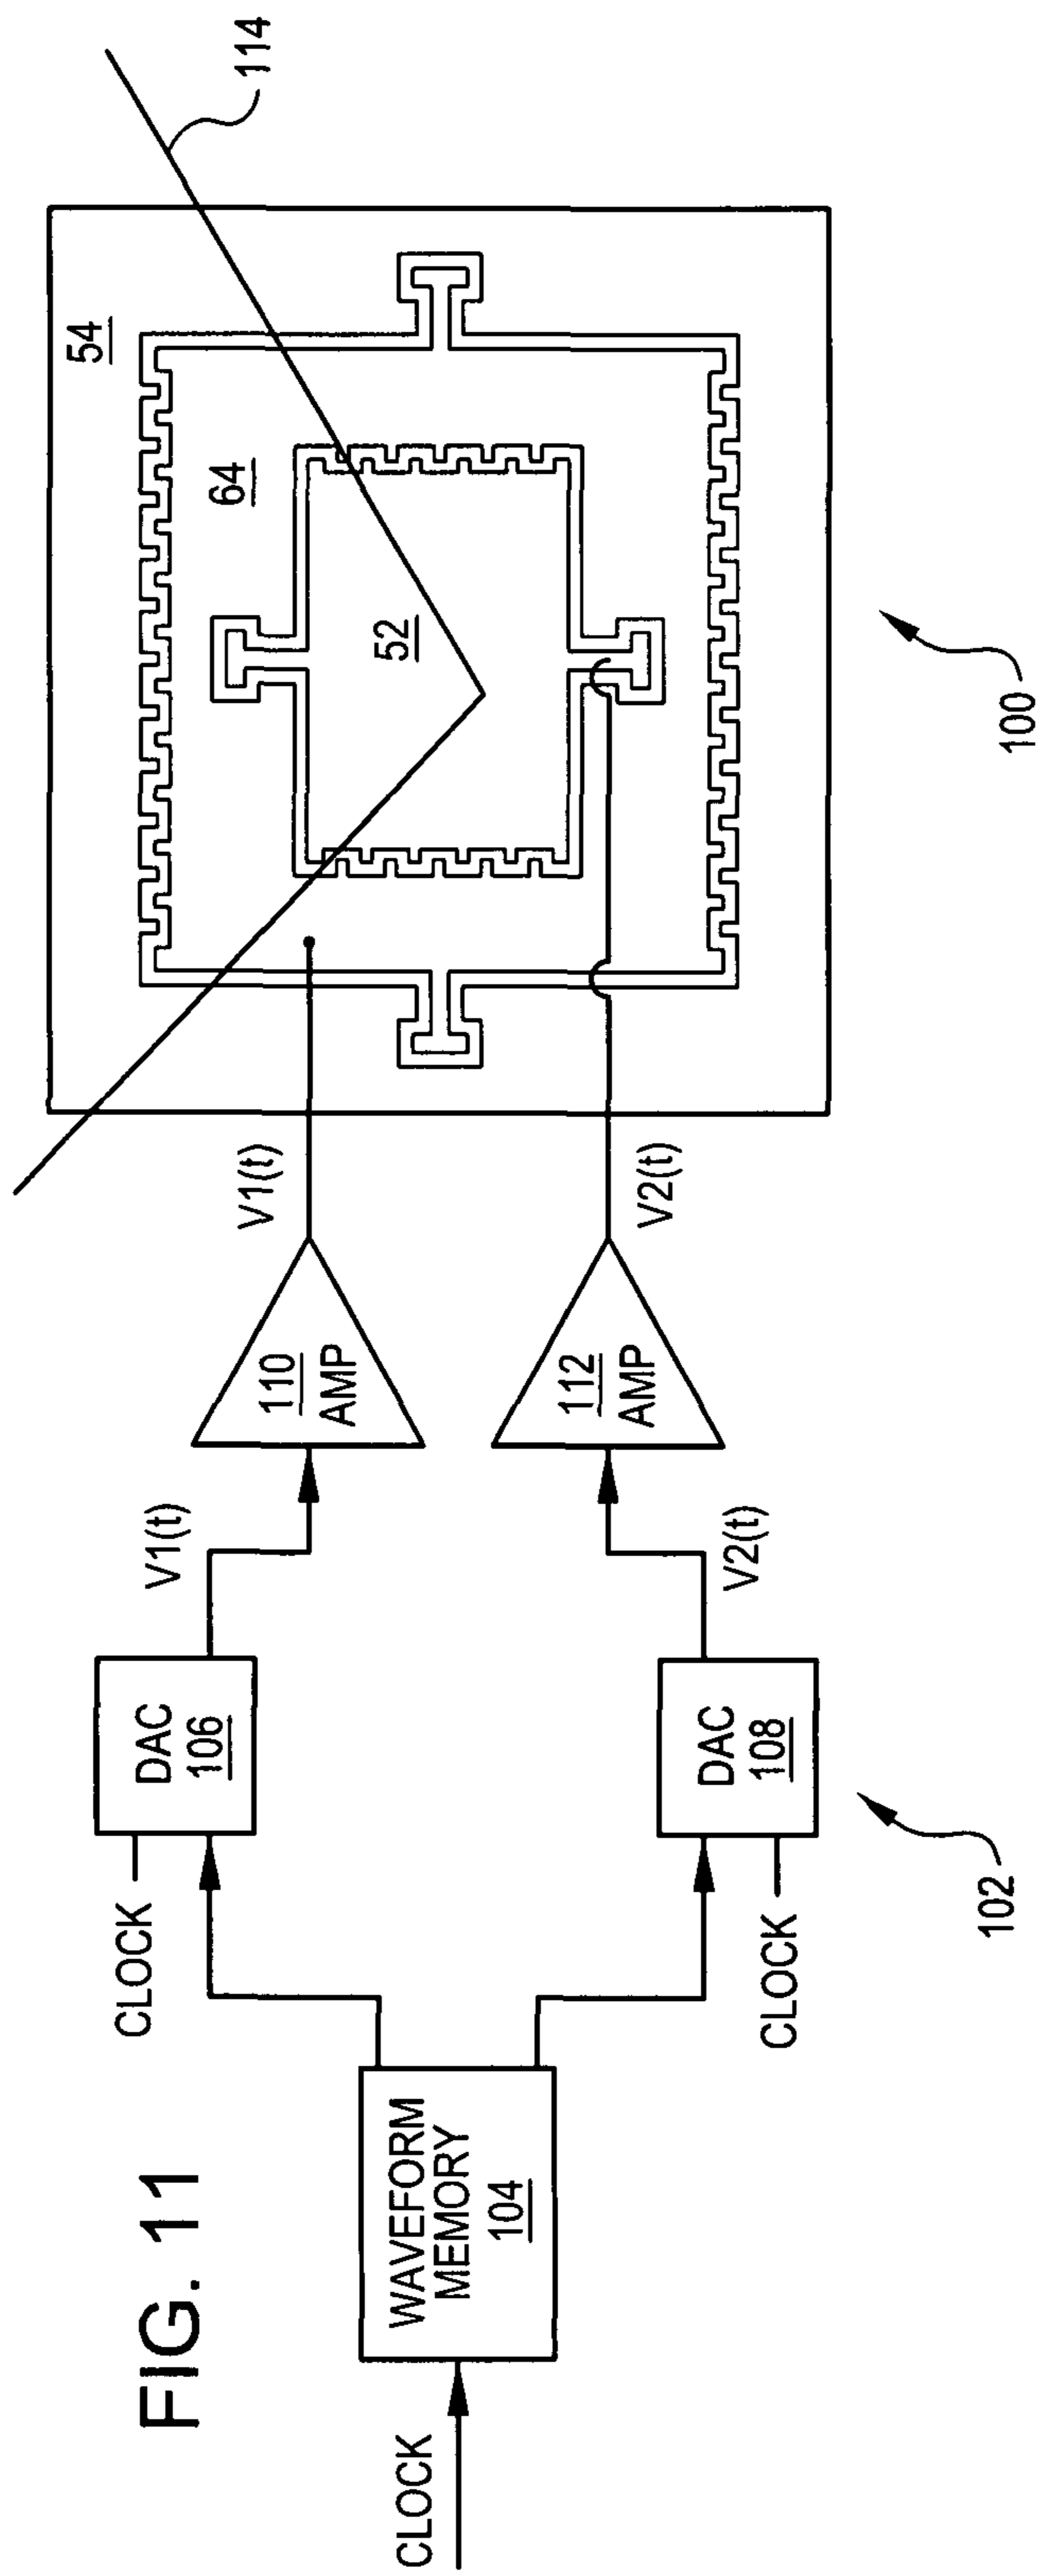 FIG. 11
CLOCK
WAVEFORM
MEMORY
104
CLOCK
DAC
106
V1(t)
110
AMP
V1(t)
CLOCK
DAC
108
V2(t)
112
AMP
V2(t)
54
64
52
114
102
100